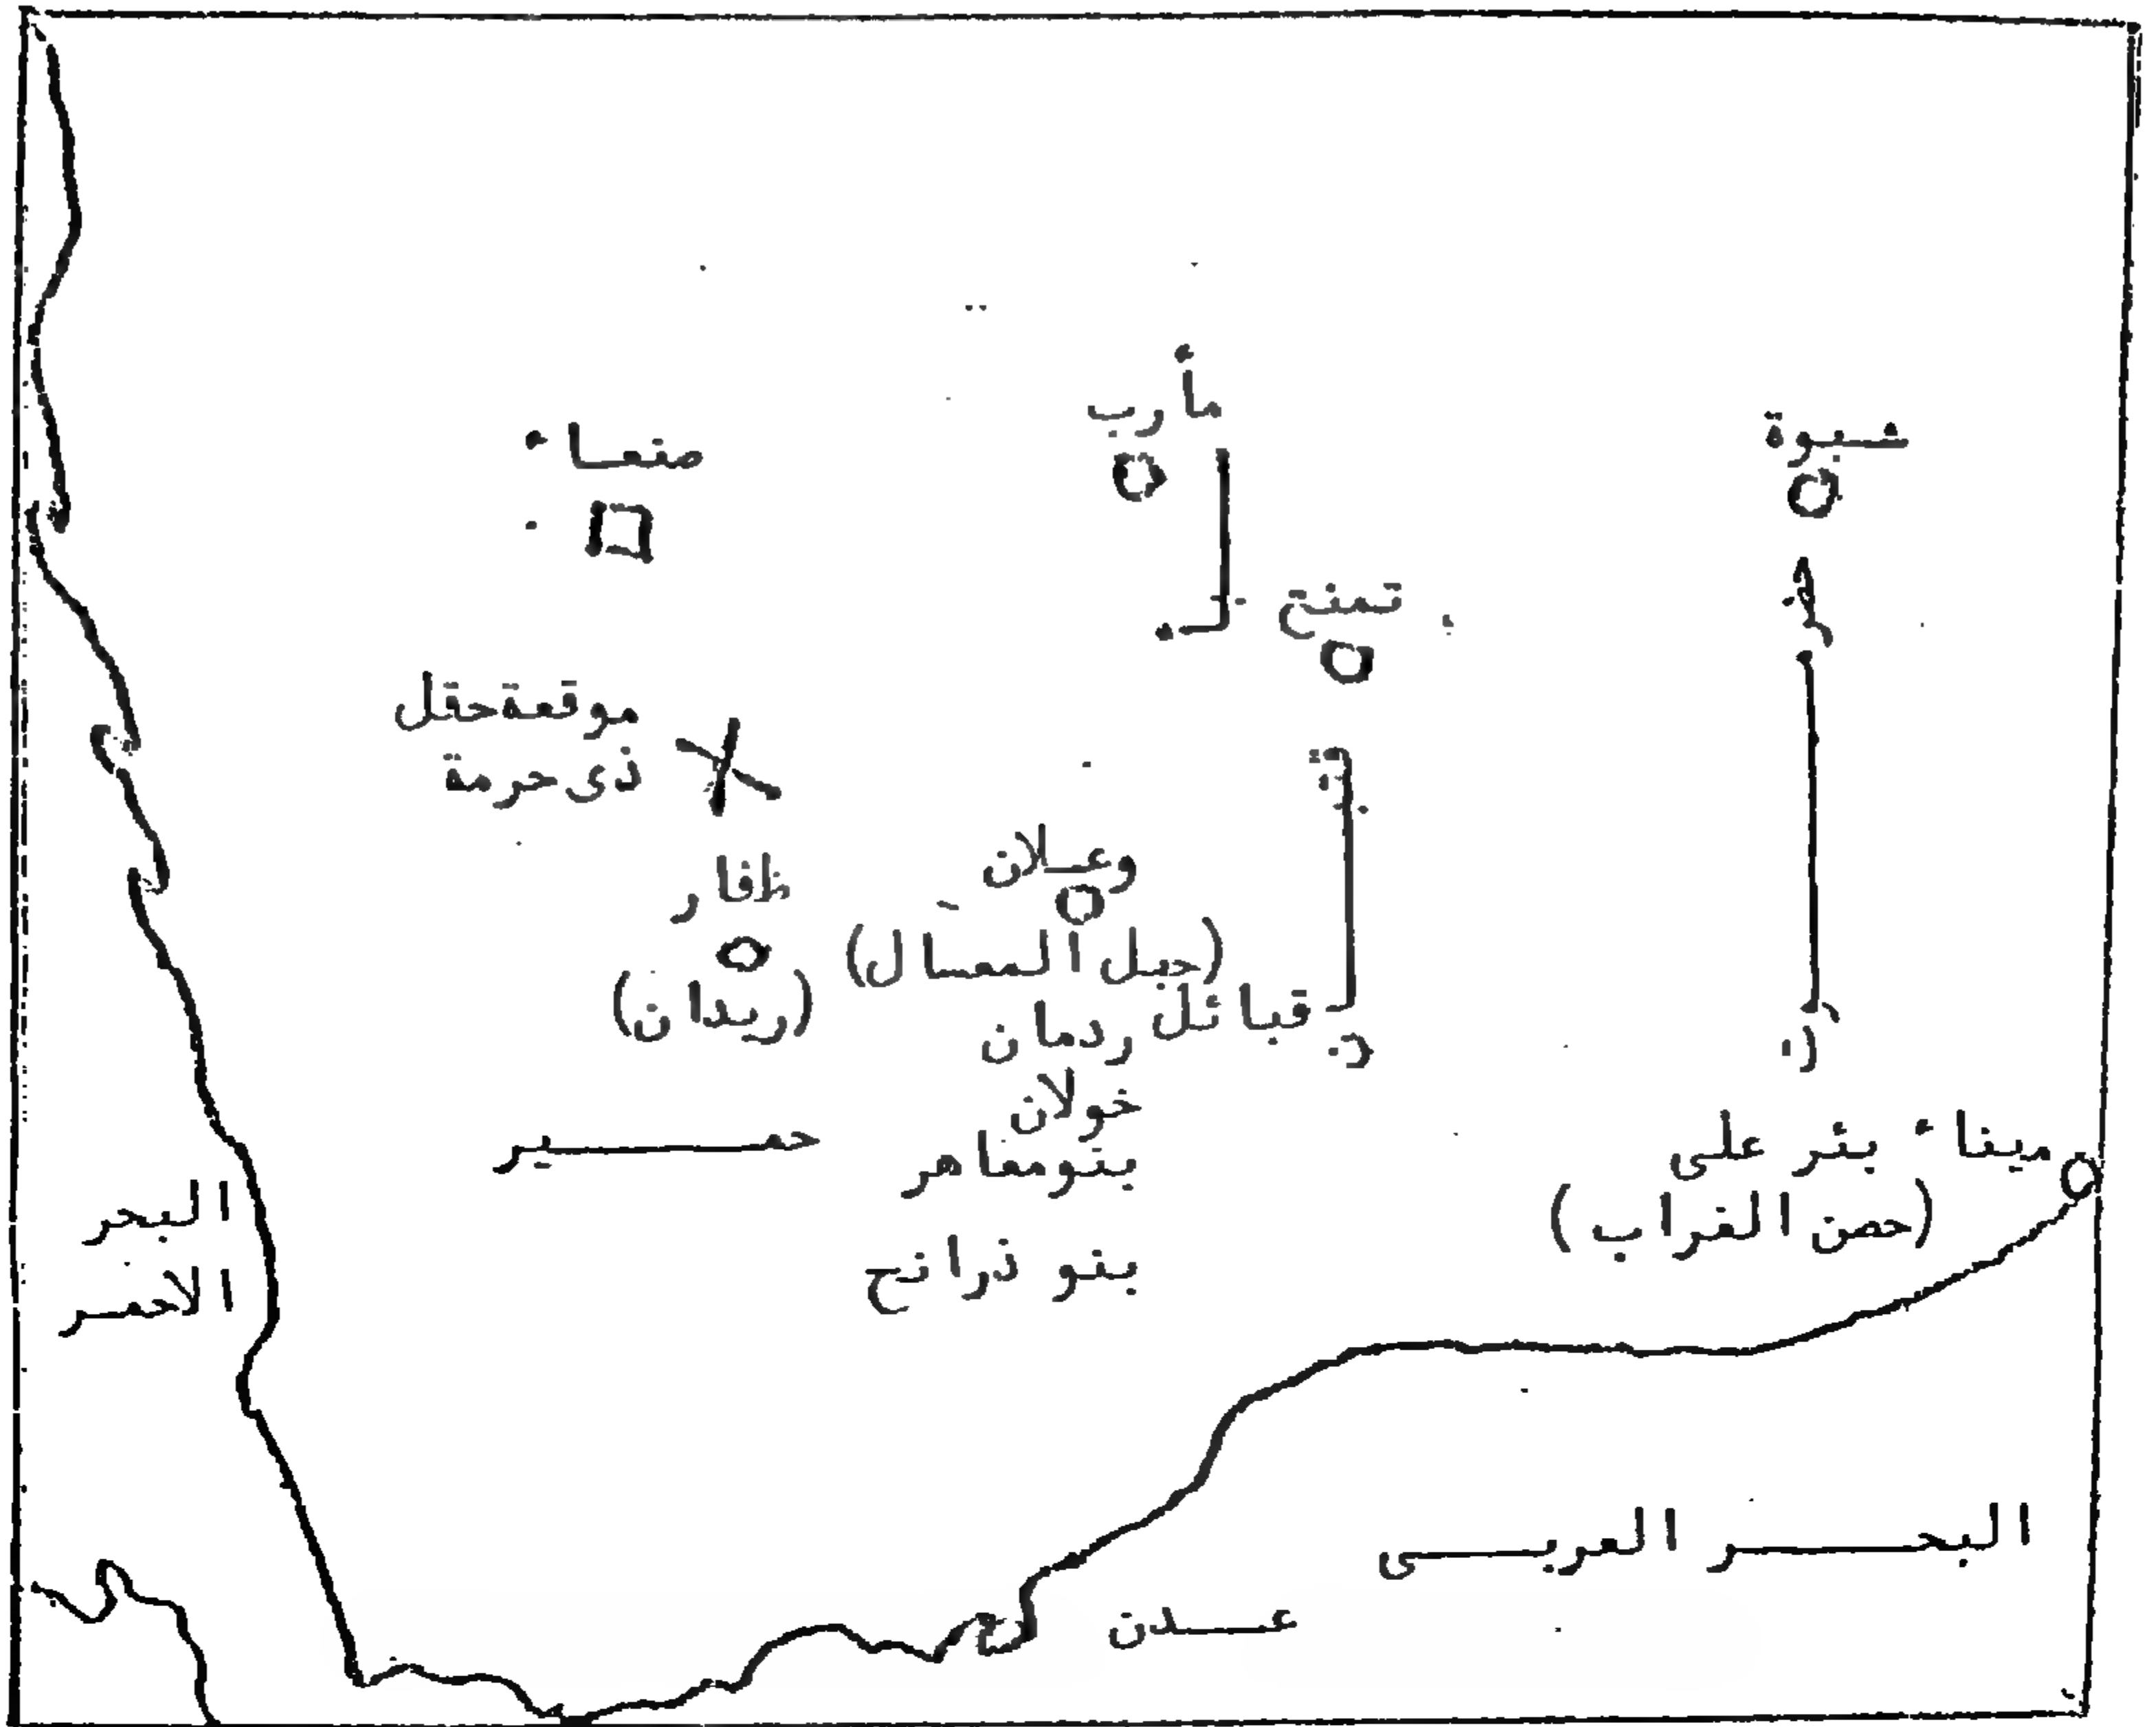 مأرب
صنعاء
شبوة
تمنع
موقعة حقل
ذى حرمة
وعلان
ظفار
(جبل المعسال)
(ريدان)
قبائل ردمان
خولان
حمير
بنو معاهر
ميناء بئر على
(حصن الغراب)
البحر
الاحمر
بنو ذرانح
البحر العربى
عدن